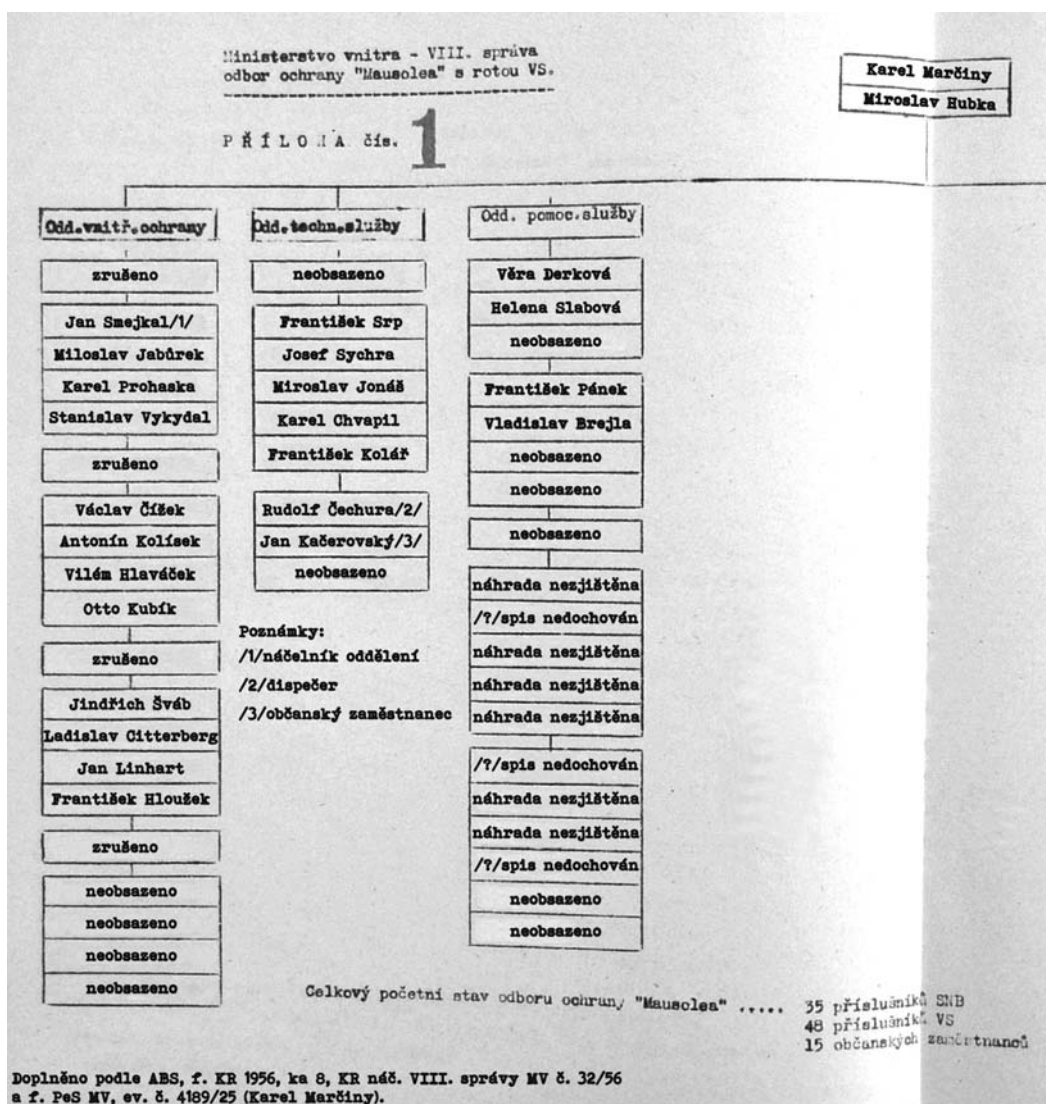 Ministerstvo vnitra - VIII. správa
odbor ochrany "Mausolea" s rotou VS.
PŘÍLOHA čís. 1
Karel Marčiny
Miroslav Hubka
Odd.vnitř.ochrany
zrušeno
Jan Smejkal/1/
Miloslav Jabůrek
Karel Prohaska
Stanislav Vykydal
zrušeno
Václav Čížek
Antonín Kolísek
Vilém Hlaváček
Otto Kubík
zrušeno
Jindřich Šváb
Ladislav Citterberg
Jan Linhart
František Hloužek
zrušeno
neobsazeno
neobsazeno
neobsazeno
neobsazeno
Odd.techn.služby
neobsazeno
František Srp
Josef Sychra
Miroslav Jonáš
Karel Chvapil
František Kolář
Rudolf Čechura/2/
Jan Kačerovský/3/
neobsazeno
Poznámky:
/1/náčelník oddělení
/2/dispečer
/3/občanský zaměstnanec
Odd. pomoc.služby
Věra Derková
Helena Slabová
neobsazeno
František Pánek
Vladislav Brejla
neobsazeno
neobsazeno
neobsazeno
náhrada nezjištěna
/?/spis nedochován
náhrada nezjištěna
náhrada nezjištěna
náhrada nezjištěna
/?/spis nedochován
náhrada nezjištěna
náhrada nezjištěna
/?/spis nedochován
neobsazeno
neobsazeno
Celkový početní stav odboru ochrany "Mausolea" ..... 35 příslušníků SNB
48 příslušníků VS
15 občanských zaměstnanců
Doplněno podle ABS, f. KR 1956, ka 8, KR náč. VIII. správy MV č. 32/56
a f. PeS MV, ev. č. 4189/25 (Karel Marčiny).